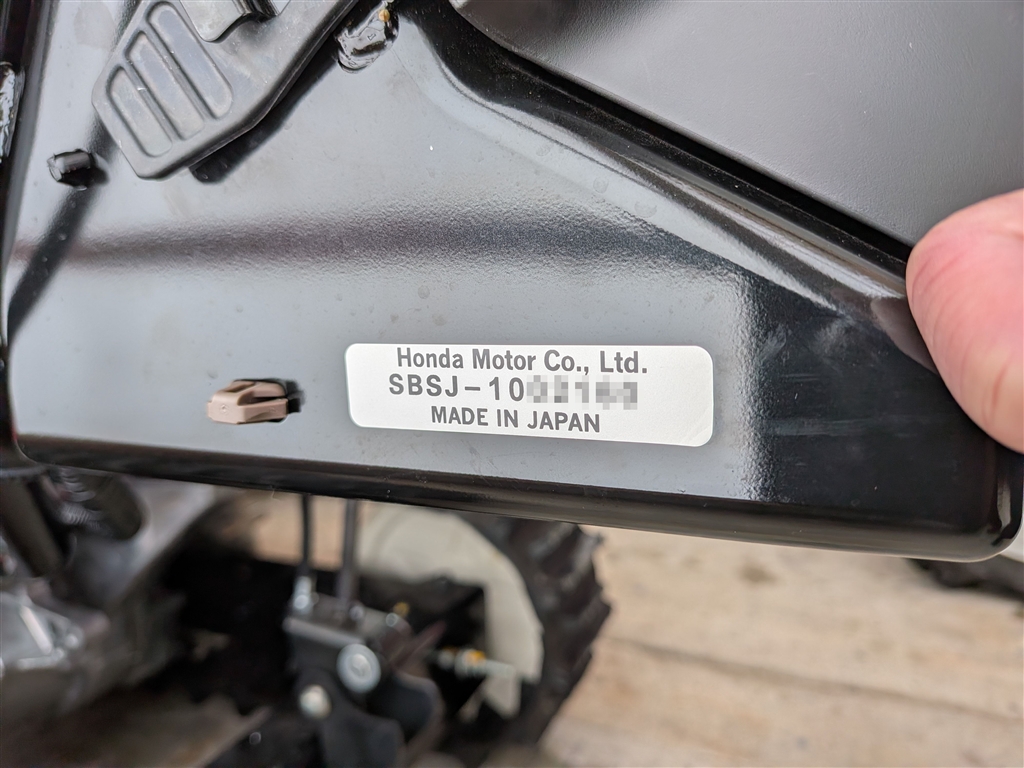 Honda Motor Co., Ltd.
SBSJ-10
MADE IN JAPAN